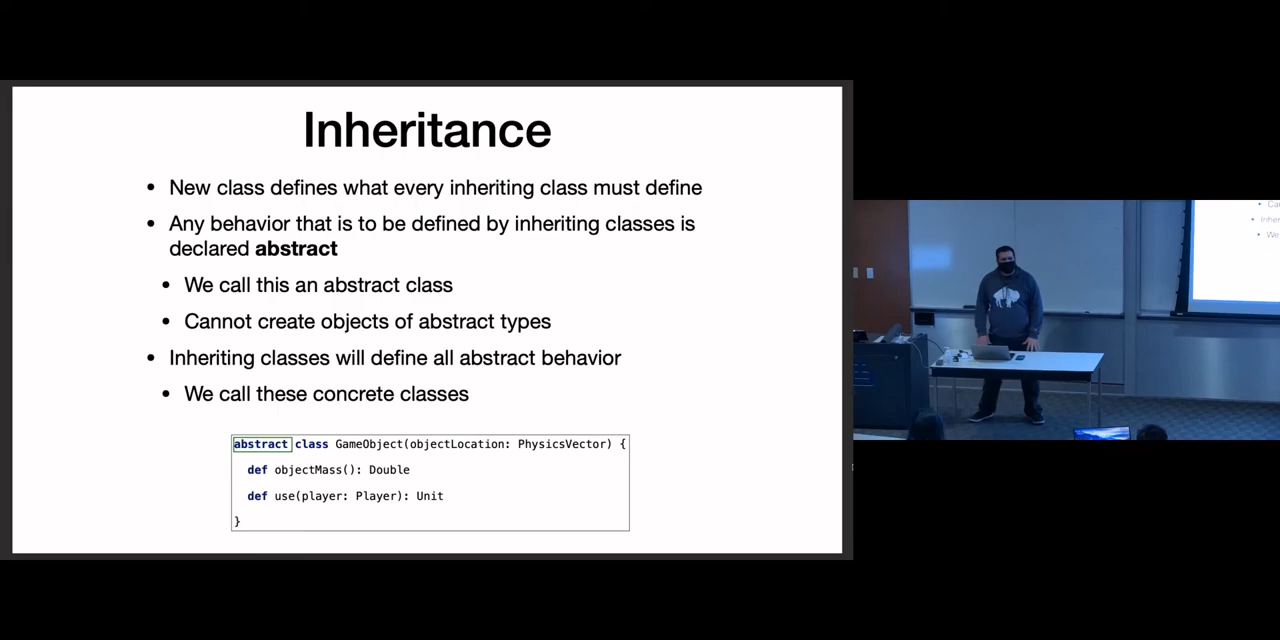 Inheritance
• New class defines what every inheriting class must define
• Any behavior that is to be defined by inheriting classes is
declared abstract
• We call this an abstract class
• Cannot create objects of abstract types
• Inheriting classes will define all abstract behavior
• We call these concrete classes
abstract class GameObject(objectLocation: PhysicsVector) {
def objectMass(): Double
def use(player: Player): Unit
}
• Ca
• Inher
• We